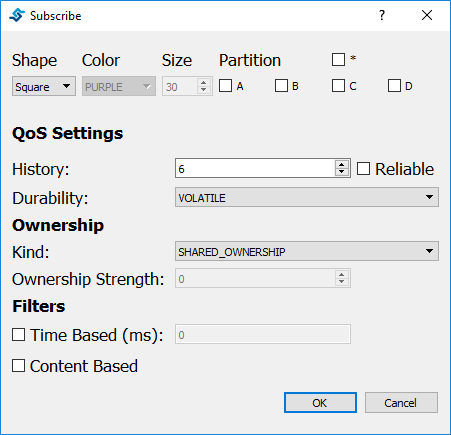 Subscribe ?
Shape Color Size Partition *
Square PURPLE 30 A B C D
QoS Settings
History: 6 Reliable
Durability: VOLATILE
Ownership
Kind: SHARED_OWNERSHIP
Ownership Strength: 0
Filters
Time Based (ms): 0
Content Based
OK Cancel